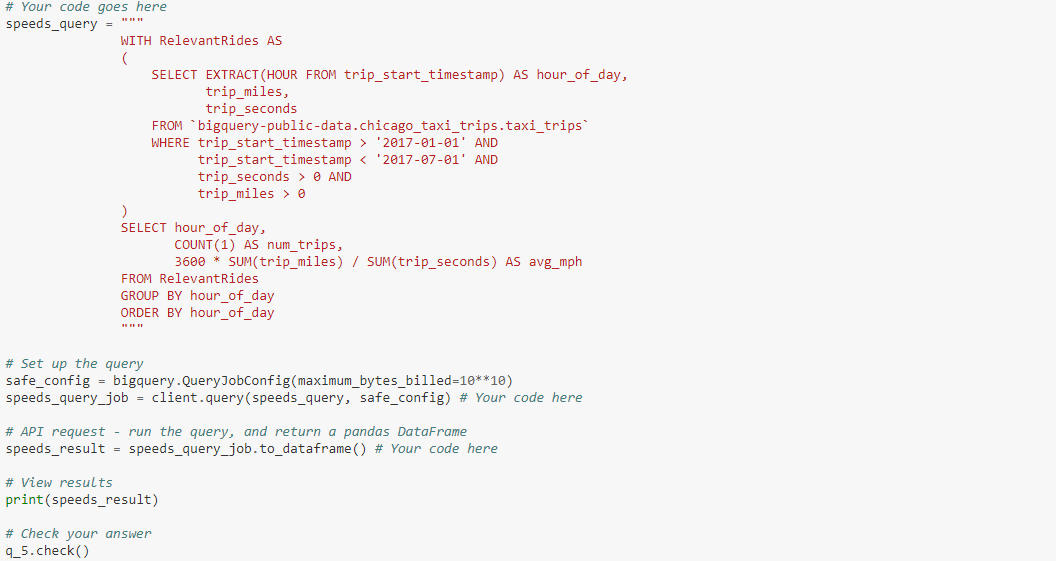 # Your code goes here
speeds_query = """
WITH RelevantRides AS
(
SELECT EXTRACT(HOUR FROM trip_start_timestamp) AS hour_of_day,
trip_miles,
trip_seconds
FROM `bigquery-public-data.chicago_taxi_trips.taxi_trips`
WHERE trip_start_timestamp > '2017-01-01' AND
trip_start_timestamp < '2017-07-01' AND
trip_seconds > 0 AND
trip_miles > 0
)
SELECT hour_of_day,
COUNT(1) AS num_trips,
3600 * SUM(trip_miles) / SUM(trip_seconds) AS avg_mph
FROM RelevantRides
GROUP BY hour_of_day
ORDER BY hour_of_day
"""
# Set up the query
safe_config = bigquery.QueryJobConfig(maximum_bytes_billed=10**10)
speeds_query_job = client.query(speeds_query, safe_config) # Your code here
# API request - run the query, and return a pandas DataFrame
speeds_result = speeds_query_job.to_dataframe() # Your code here
# View results
print(speeds_result)
# Check your answer
q_5.check()